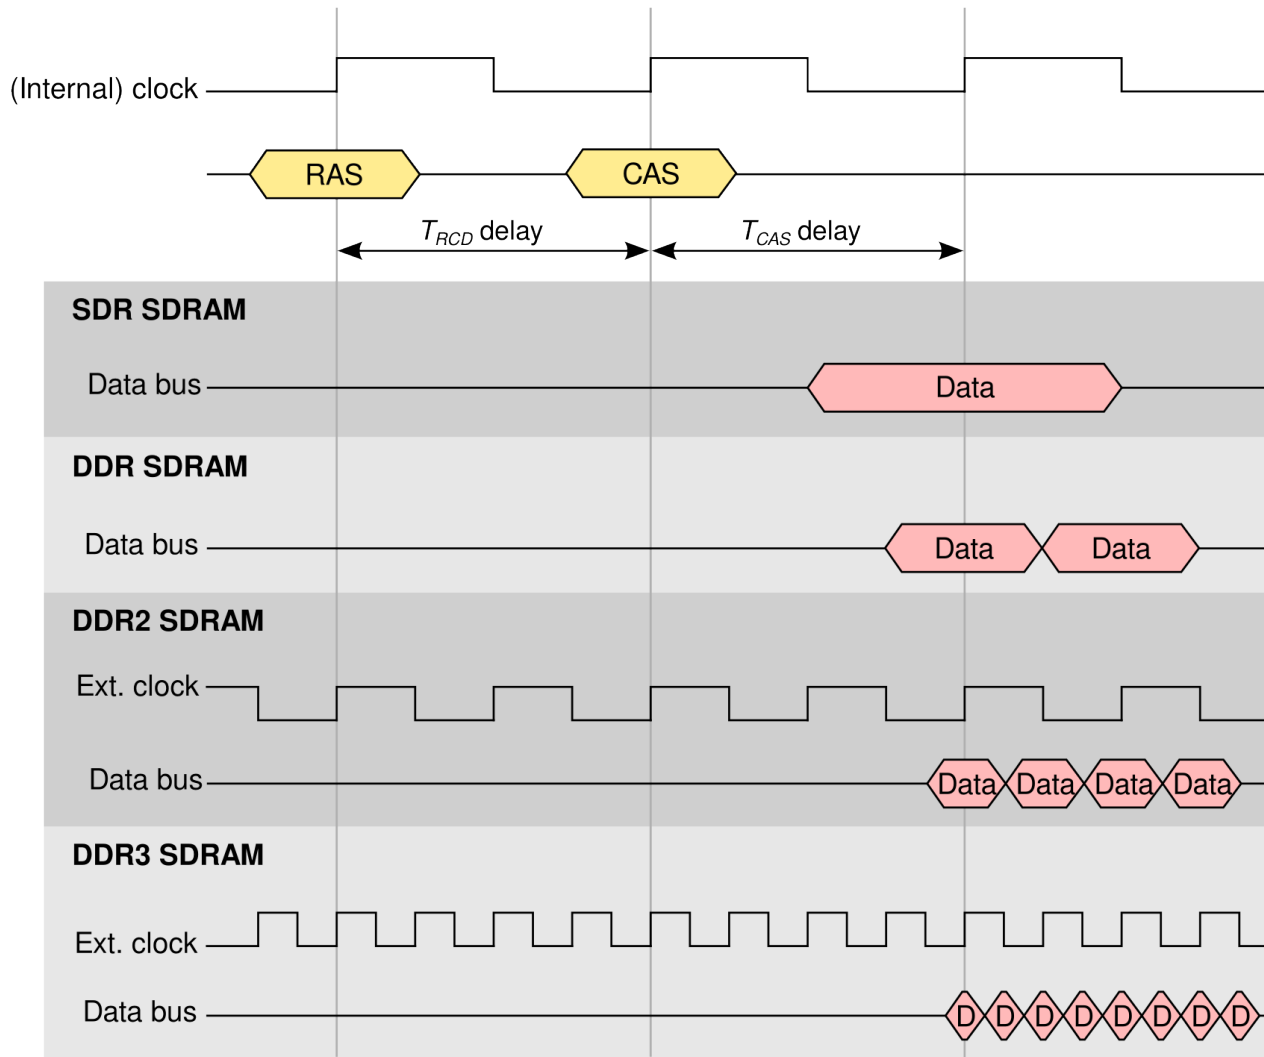 (Internal) clock
RAS CAS
TRCD delay TCAS delay
SDR SDRAM
Data bus Data
DDR SDRAM
Data bus Data Data
DDR2 SDRAM
Ext. clock
Data bus Data Data Data Data
DDR3 SDRAM
Ext. clock
Data bus D D D D D D D D